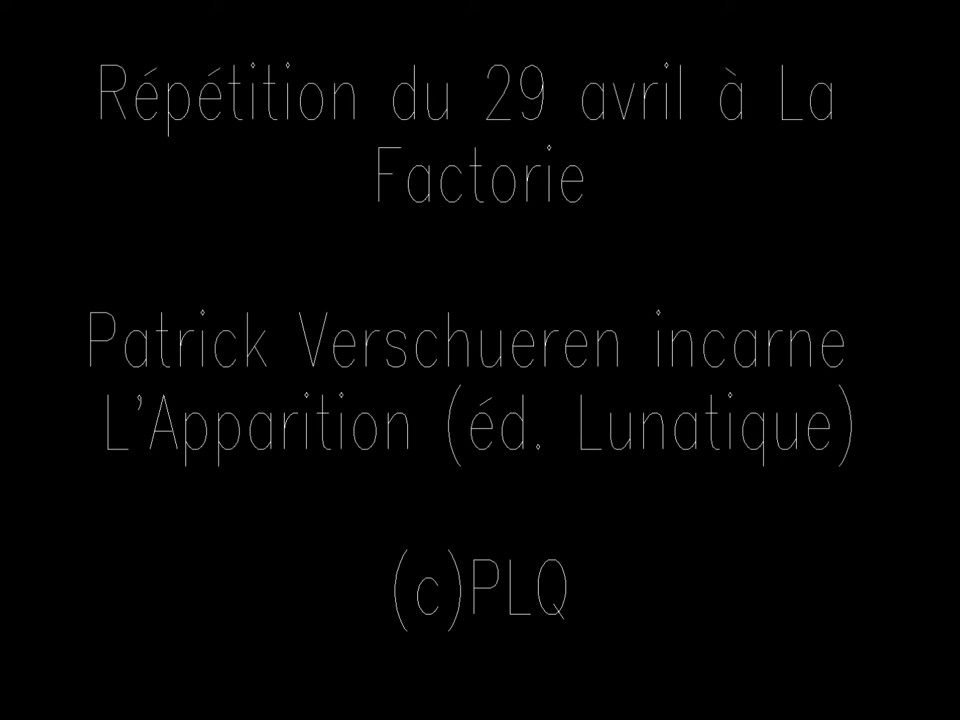 Répétition du 29 avril à La
Factorie
Patrick Verschueren incarne
L'Apparition (éd. Lunatique)
(c)PLQ